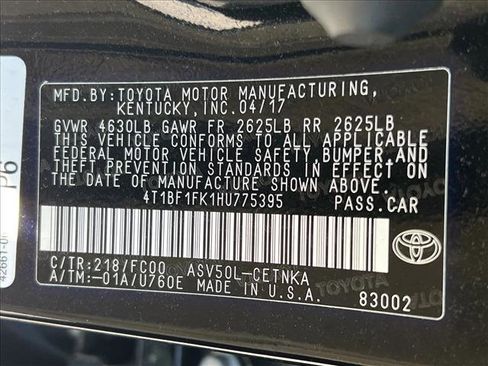 MFD.BY:TOYOTA MOTOR MANUFACTURING,
KENTUCKY,INC.04/17
GVWR 4630LB GAWR FR 2625LB RR 2625LB
THIS VEHICLE CONFORMS TO ALL APPLICABLE
FEDERAL MOTOR VEHICLE SAFETY,BUMPER,AND
THEFT PREVENTION STANDARDS IN EFFECT ON
THE DATE OF MANUFACTURE SHOWN ABOVE.
4T1BF1FK1HU775395 PASS.CAR
TOYOTA
C/TR:218/FC00 ASV50L-CETNKA
A/TM:-01A/U760E MADE IN U.S.A. 83002
P6